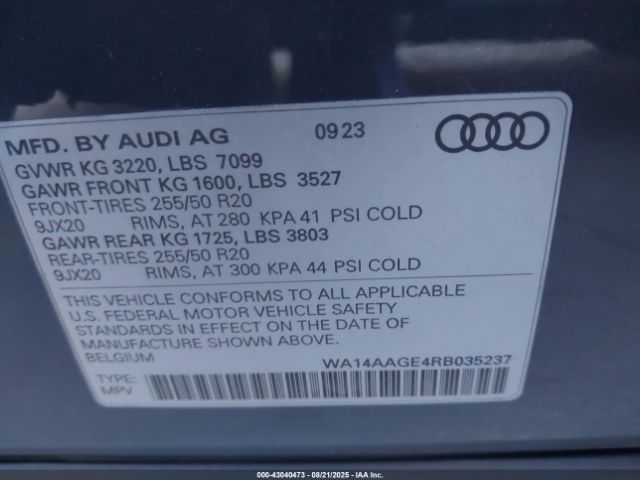 MFD. BY AUDI AG 09 23
GVWR KG 3220, LBS 7099
GAWR FRONT KG 1600, LBS 3527
FRONT-TIRES 255/50 R20
9JX20 RIMS, AT 280 KPA 41 PSI COLD
GAWR REAR KG 1725, LBS 3803
REAR-TIRES 255/50 R20
9JX20 RIMS, AT 300 KPA 44 PSI COLD
THIS VEHICLE CONFORMS TO ALL APPLICABLE
U.S. FEDERAL MOTOR VEHICLE SAFETY
STANDARDS IN EFFECT ON THE DATE OF
MANUFACTURE SHOWN ABOVE.
BELGIUM WA14AAGE4RB035237
TYPE:
MPV
000-43040473 - 08/21/2025 - IAA Inc.